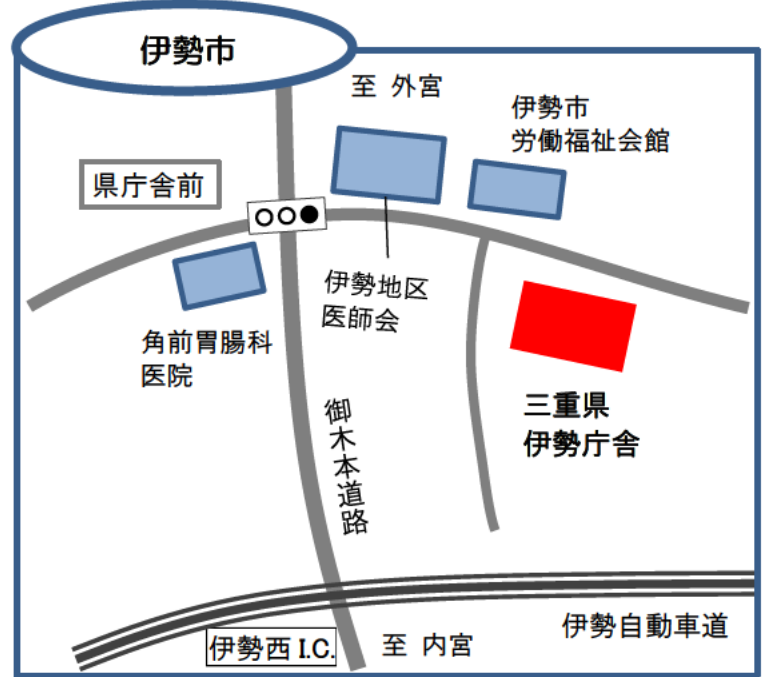 伊勢市
至 外宮
伊勢市
労働福祉会館
県庁舎前
伊勢地区
医師会
角前胃腸科
医院
御木本道路
三重県
伊勢庁舎
伊勢自動車道
伊勢西 I.C.
至 内宮